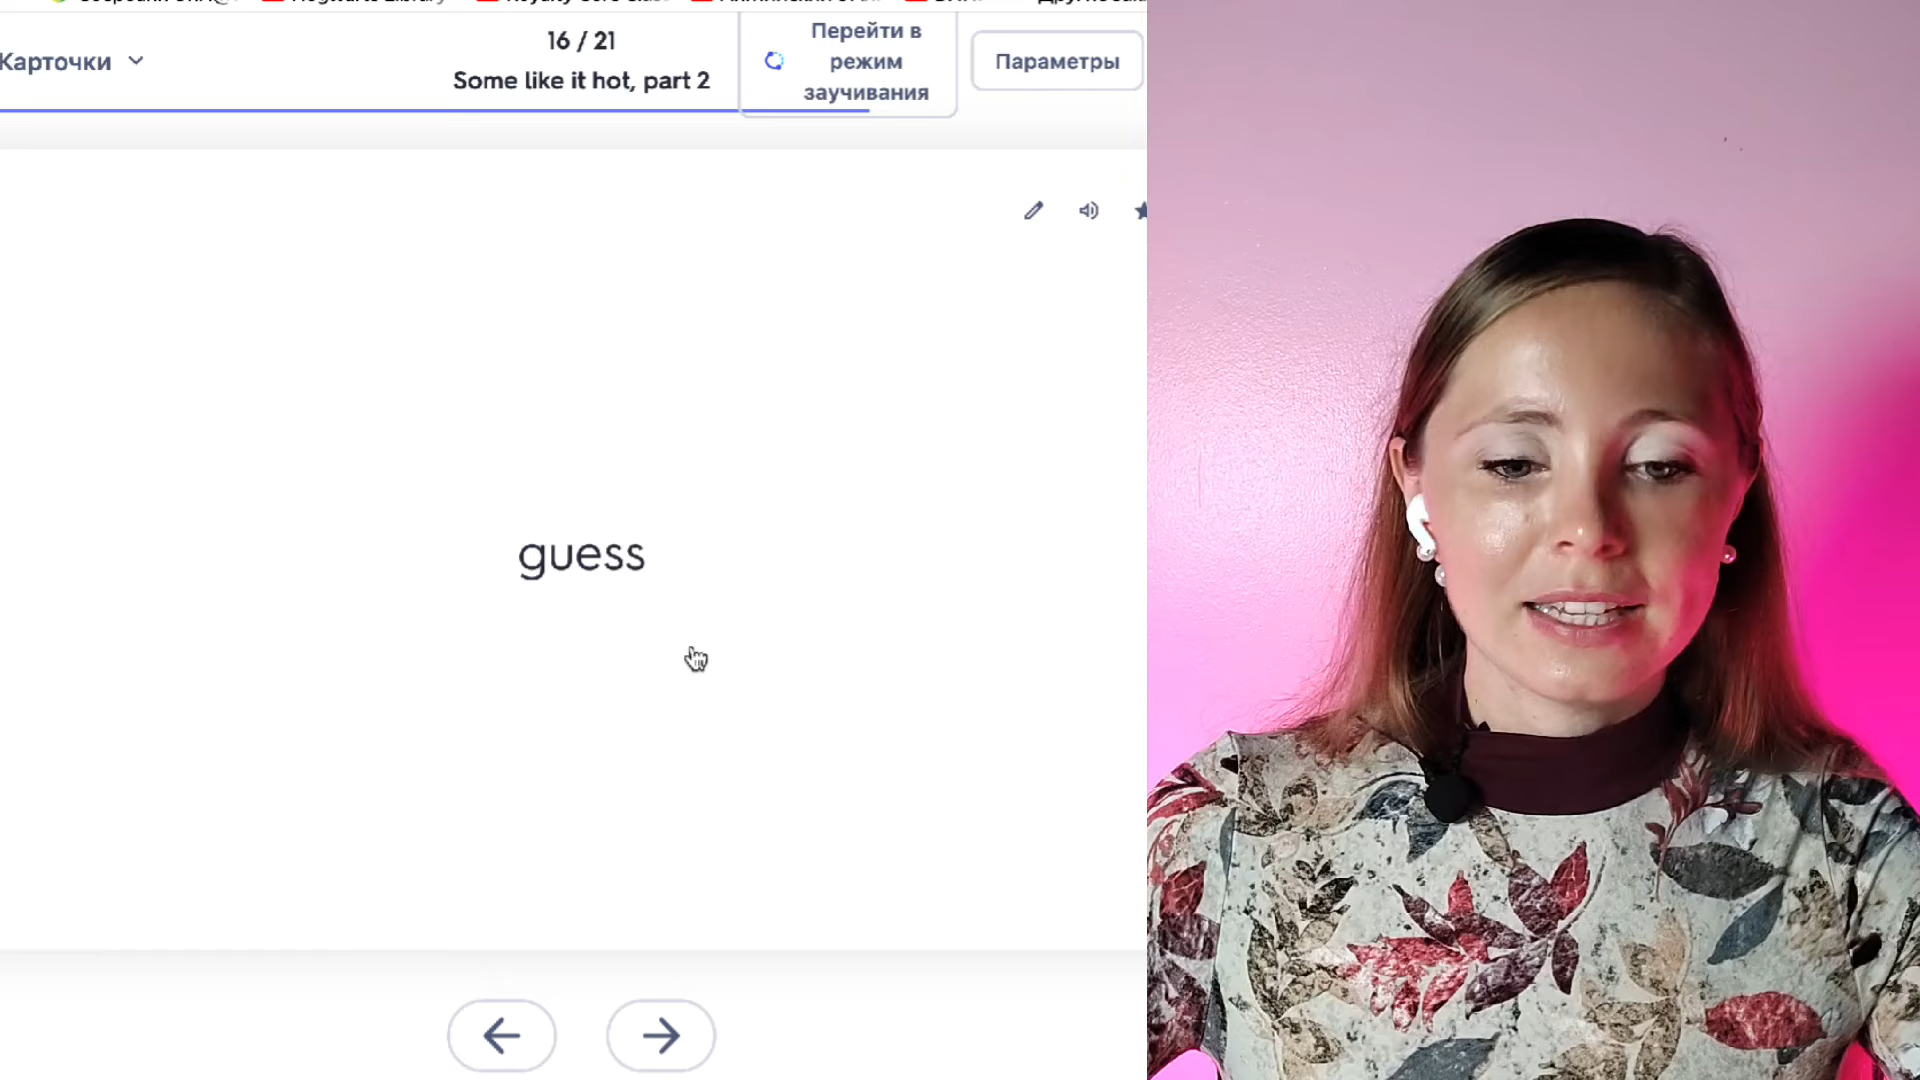 Карточки
16 / 21
Some like it hot, part 2
Перейти в
режим
заучивания
Параметры
guess